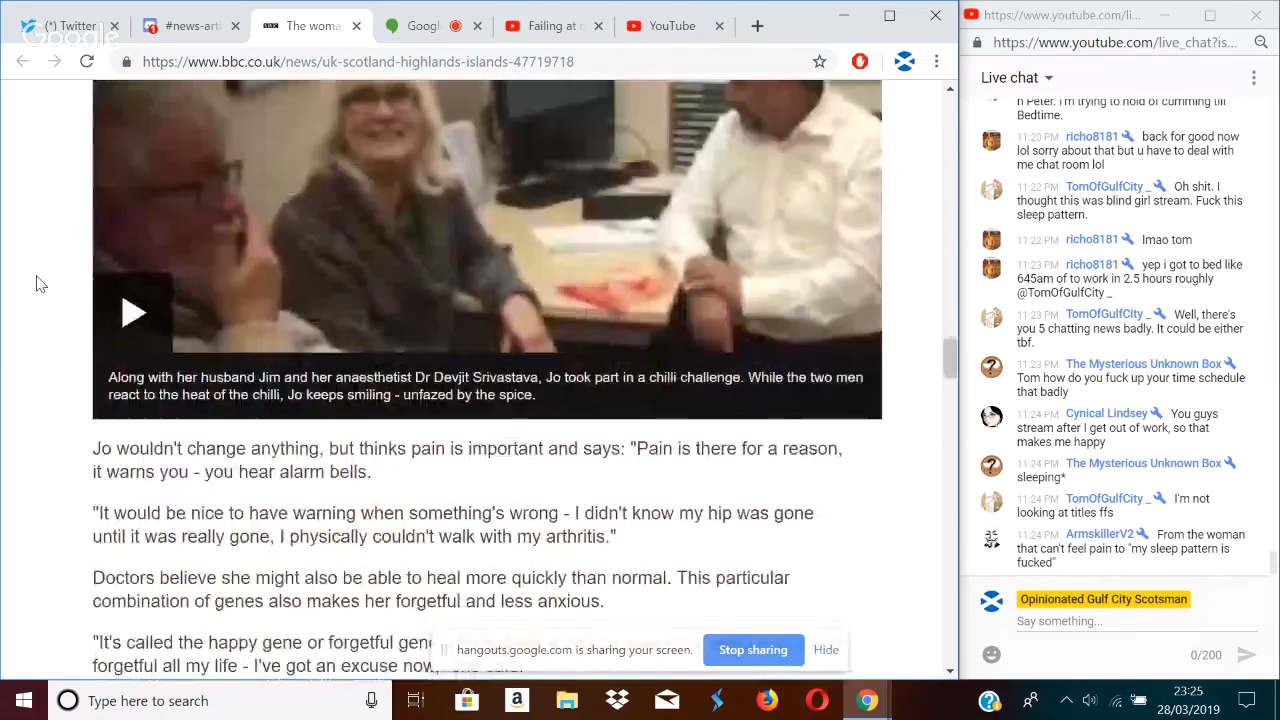 (*) Twitter
#news-arti
The woma
Googl
Filling at n
YouTube
Google
https://www.bbc.co.uk/news/uk-scotland-highlands-islands-47719718
Along with her husband Jim and her anaesthetist Dr Devjit Srivastava, Jo took part in a chilli challenge. While the two men
react to the heat of the chilli, Jo keeps smiling - unfazed by the spice.
Jo wouldn't change anything, but thinks pain is important and says: "Pain is there for a reason,
it warns you - you hear alarm bells.
"It would be nice to have warning when something's wrong - I didn't know my hip was gone
until it was really gone, I physically couldn't walk with my arthritis."
Doctors believe she might also be able to heal more quickly than normal. This particular
combination of genes also makes her forgetful and less anxious.
"It's called the happy gene or forgetful gene
forgetful all my life - I've got an excuse now
hangouts.google.com is sharing your screen.
Stop sharing
Hide
https://www.youtube.com/li...
https://www.youtube.com/live_chat?is...
Live chat
n Peter. I'm trying to hold of cumming till
Bedtime.
11:20 PM richo8181 back for good now
lol sorry about that but u have to deal with
me chat room lol
11:22 PM TomOfGulfCity _ Oh shit. I
thought this was blind girl stream. Fuck this
sleep pattern.
11:22 PM richo8181 lmao tom
11:23 PM richo8181 yep i got to bed like
645am of to work in 2.5 hours roughly
@TomOfGulfCity _
11:23 PM TomOfGulfCity _ Well, there's
you 5 chatting news badly. It could be either
tbf.
11:23 PM The Mysterious Unknown Box
Tom how do you fuck up your time schedule
that badly
11:24 PM Cynical Lindsey You guys
stream after I get out of work, so that
makes me happy
11:24 PM The Mysterious Unknown Box
sleeping*
11:24 PM TomOfGulfCity _ I'm not
looking at titles ffs
11:24 PM ArmskillerV2 From the woman
that can't feel pain to "my sleep pattern is
fucked"
Opinionated Gulf City Scotsman
Say something...
0/200
Type here to search
23:25
28/03/2019